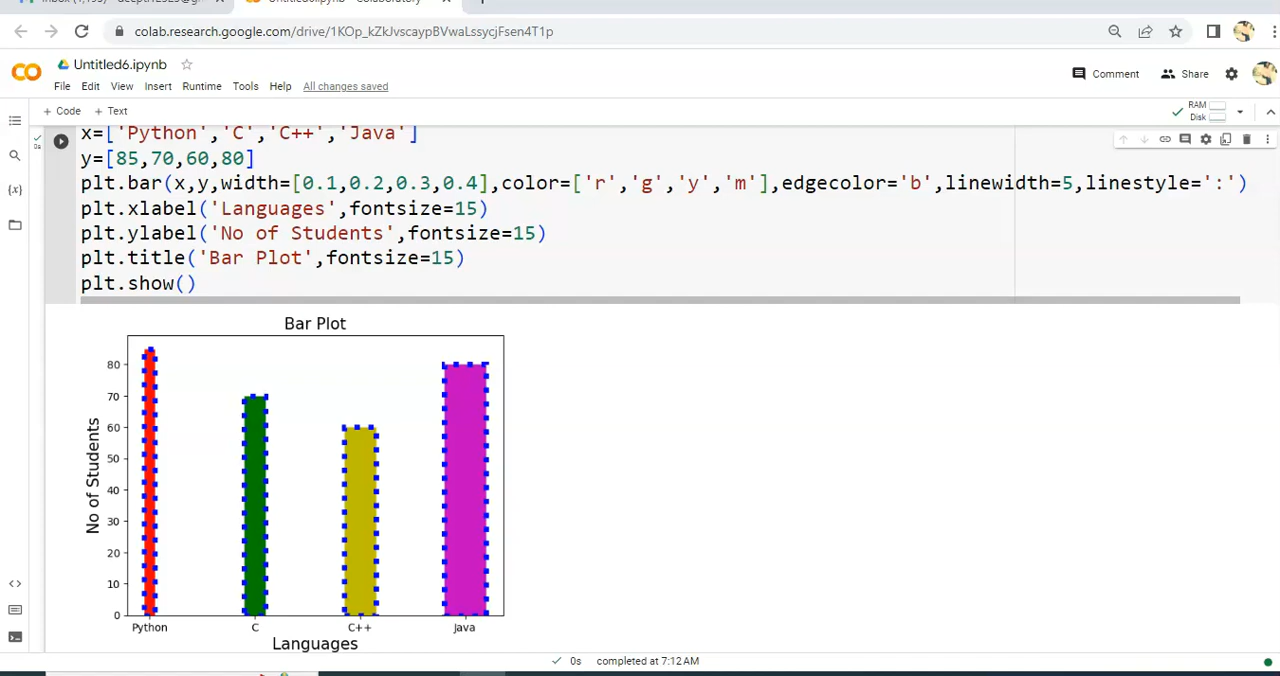 colab.research.google.com/drive/1KOp_kZkJvscaypBVwaLssycjFsen4T1p
Untitled6.ipynb
File Edit View Insert Runtime Tools Help All changes saved
Comment Share
+ Code + Text
RAM
Disk
x=['Python','C','C++','Java']
y=[85,70,60,80]
plt.bar(x,y,width=[0.1,0.2,0.3,0.4],color=['r','g','y','m'],edgecolor='b',linewidth=5,linestyle=':')
plt.xlabel('Languages',fontsize=15)
plt.ylabel('No of Students',fontsize=15)
plt.title('Bar Plot',fontsize=15)
plt.show()
Bar Plot
80
70
60
50
40
30
20
10
0
No of Students
Python C C++ Java
Languages
0s completed at 7:12 AM